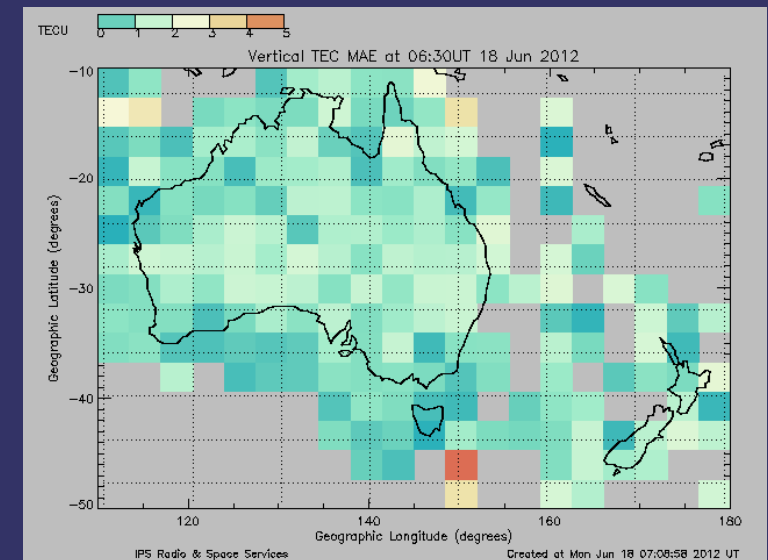 TECU
0 1 2 3 4 5
Vertical TEC MAE at 06:30UT 18 Jun 2012
-10
-20
-30
-40
-50
Geographic Latitude (degrees)
120 140 160 180
Geographic Longitude (degrees)
IPS Radio & Space Services
Created at Mon Jun 18 07:08:58 2012 UT